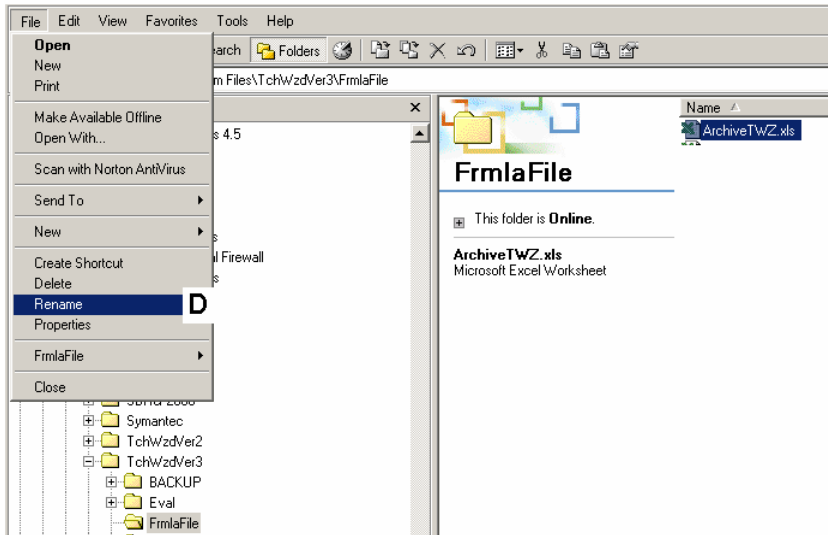 File Edit View Favorites Tools Help
Open
New
Print
Make Available Offline
Open With...
Scan with Norton AntiVirus
Send To
New
Create Shortcut
Delete
Rename D
Properties
FrmlaFile
Close
earch Folders
m Files\TchWzdVer3\FrmlaFile
s 4.5
s
al Firewall
s
Symantec
TchWzdVer2
TchWzdVer3
BACKUP
Eval
FrmlaFile
FrmlaFile
This folder is Online.
ArchiveTWZ.xls
Microsoft Excel Worksheet
Name
ArchiveTWZ.xls